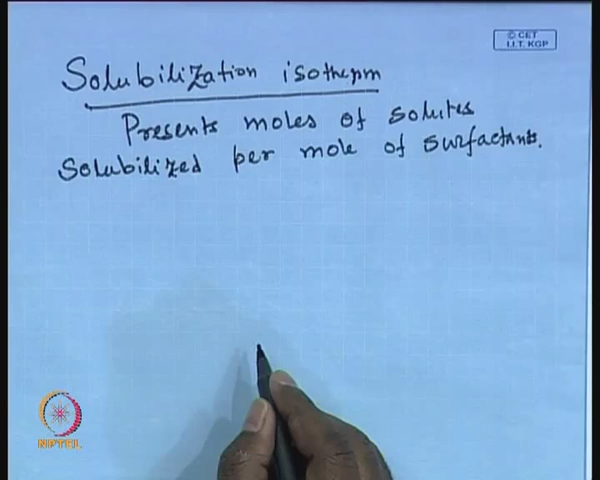 © CET
I.I.T. KGP
Solubilization isotherm
Presents moles of solutes
solubilized per mole of surfactants.
NPTEL